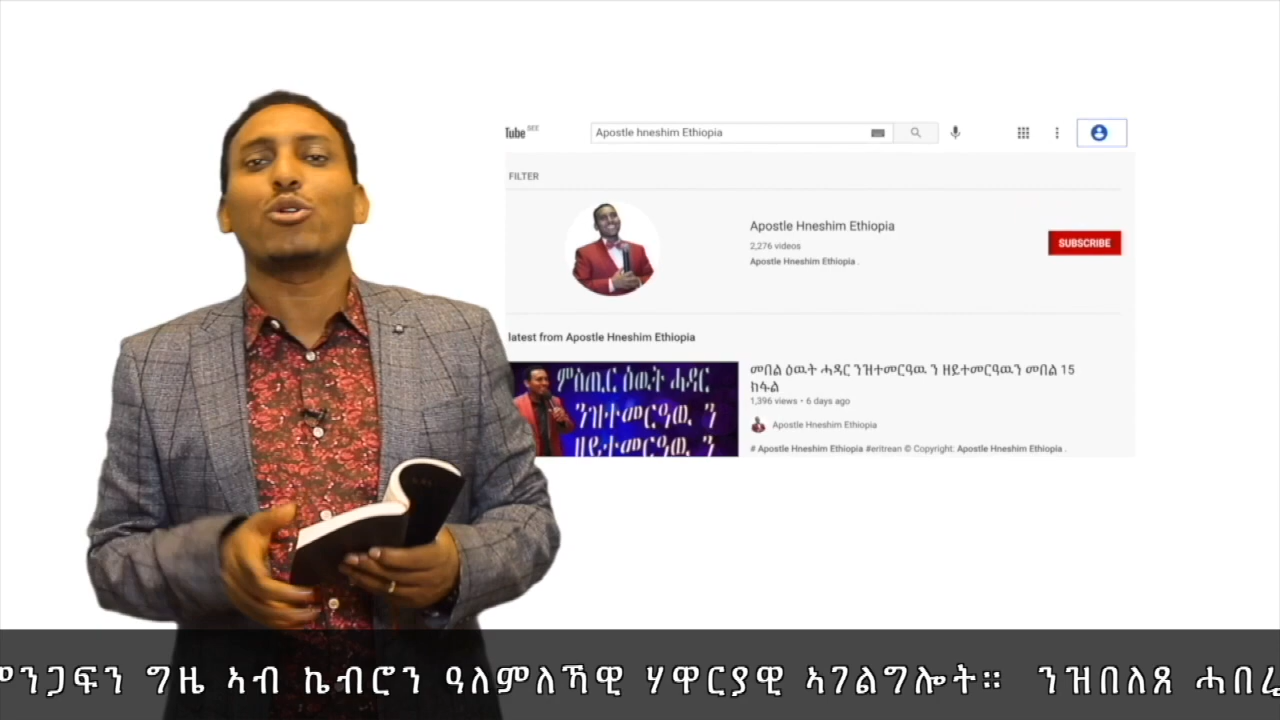 Tube SEE
Apostle hneshim Ethiopia
FILTER
Apostle Hneshim Ethiopia
2,276 videos
Apostle Hneshim Ethiopia .
SUBSCRIBE
latest from Apostle Hneshim Ethiopia
ምስጢር ዕዉት ሓዳር
ንዝተመርዓዉ ን
ዘይተመርዓዉ ን
መበል ዕዉት ሓዳር ንዝተመርዓዉ ን ዘይተመርዓዉን መበል 15
ክፋል
1,396 views • 6 days ago
Apostle Hneshim Ethiopia
# Apostle Hneshim Ethiopia #eritrean © Copyright: Apostle Hneshim Ethiopia .
ምንጋፍን ግዜ ኣብ ኬብሮን ዓለምለኻዊ ሃዋርያዊ ኣገልግሎት። ንዝበለጸ ሓበሬ